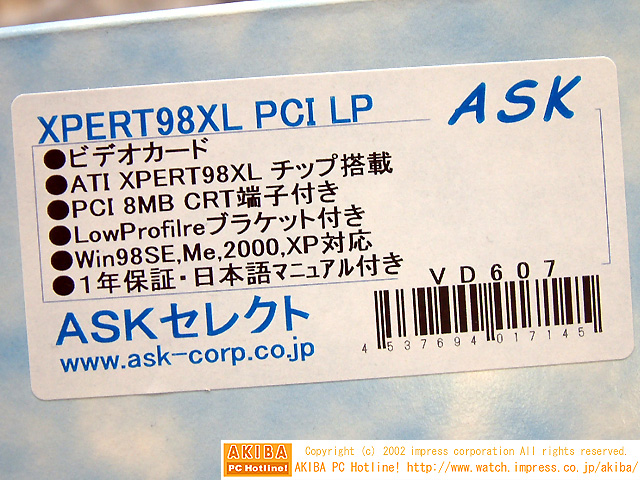 XPERT98XL PCI LP
ASK
●ビデオカード
●ATI XPERT98XL チップ搭載
●PCI 8MB CRT端子付き
●LowProfilreブラケット付き
●Win98SE,Me,2000,XP対応
●1年保証・日本語マニュアル付き
VD607
ASKセレクト
www.ask-corp.co.jp
4 537694 017145
AKIBA
PC Hotline!
Copyright (c) 2002 impress corporation All rights reserved.
AKIBA PC Hotline! http://www.watch.impress.co.jp/akiba/